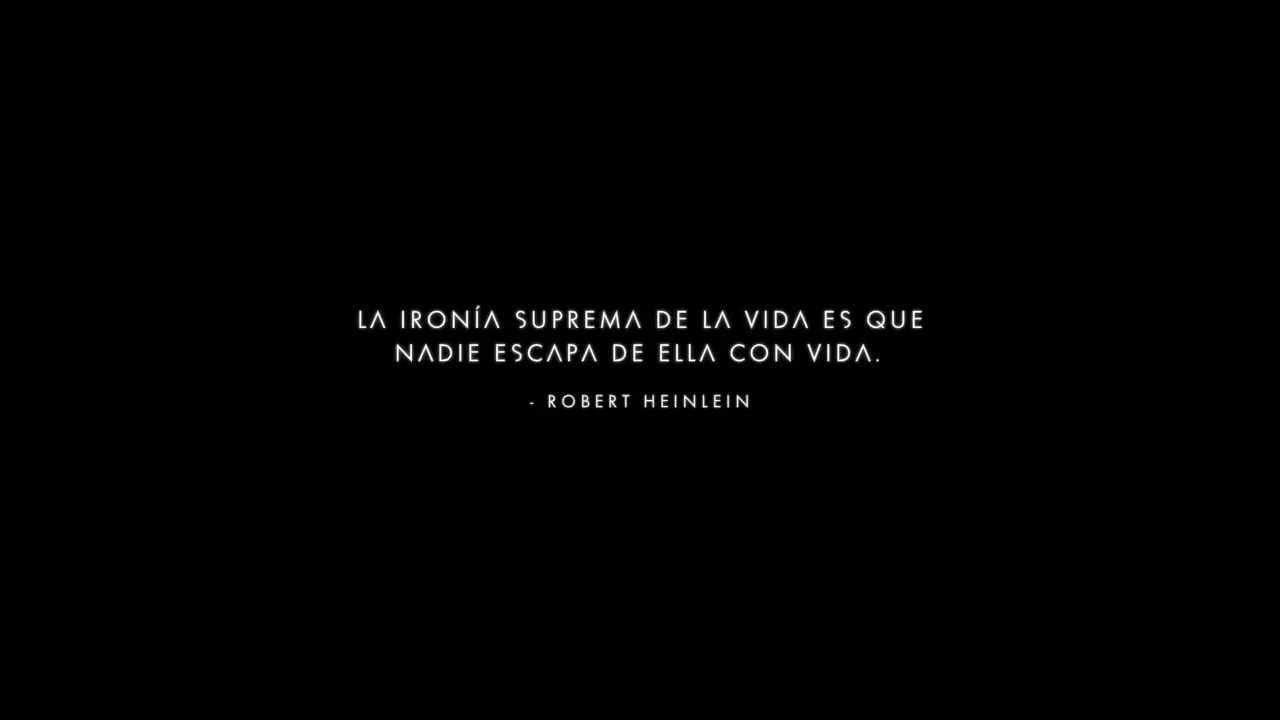 LA IRONÍA SUPREMA DE LA VIDA ES QUE
NADIE ESCAPA DE ELLA CON VIDA.
- ROBERT HEINLEIN